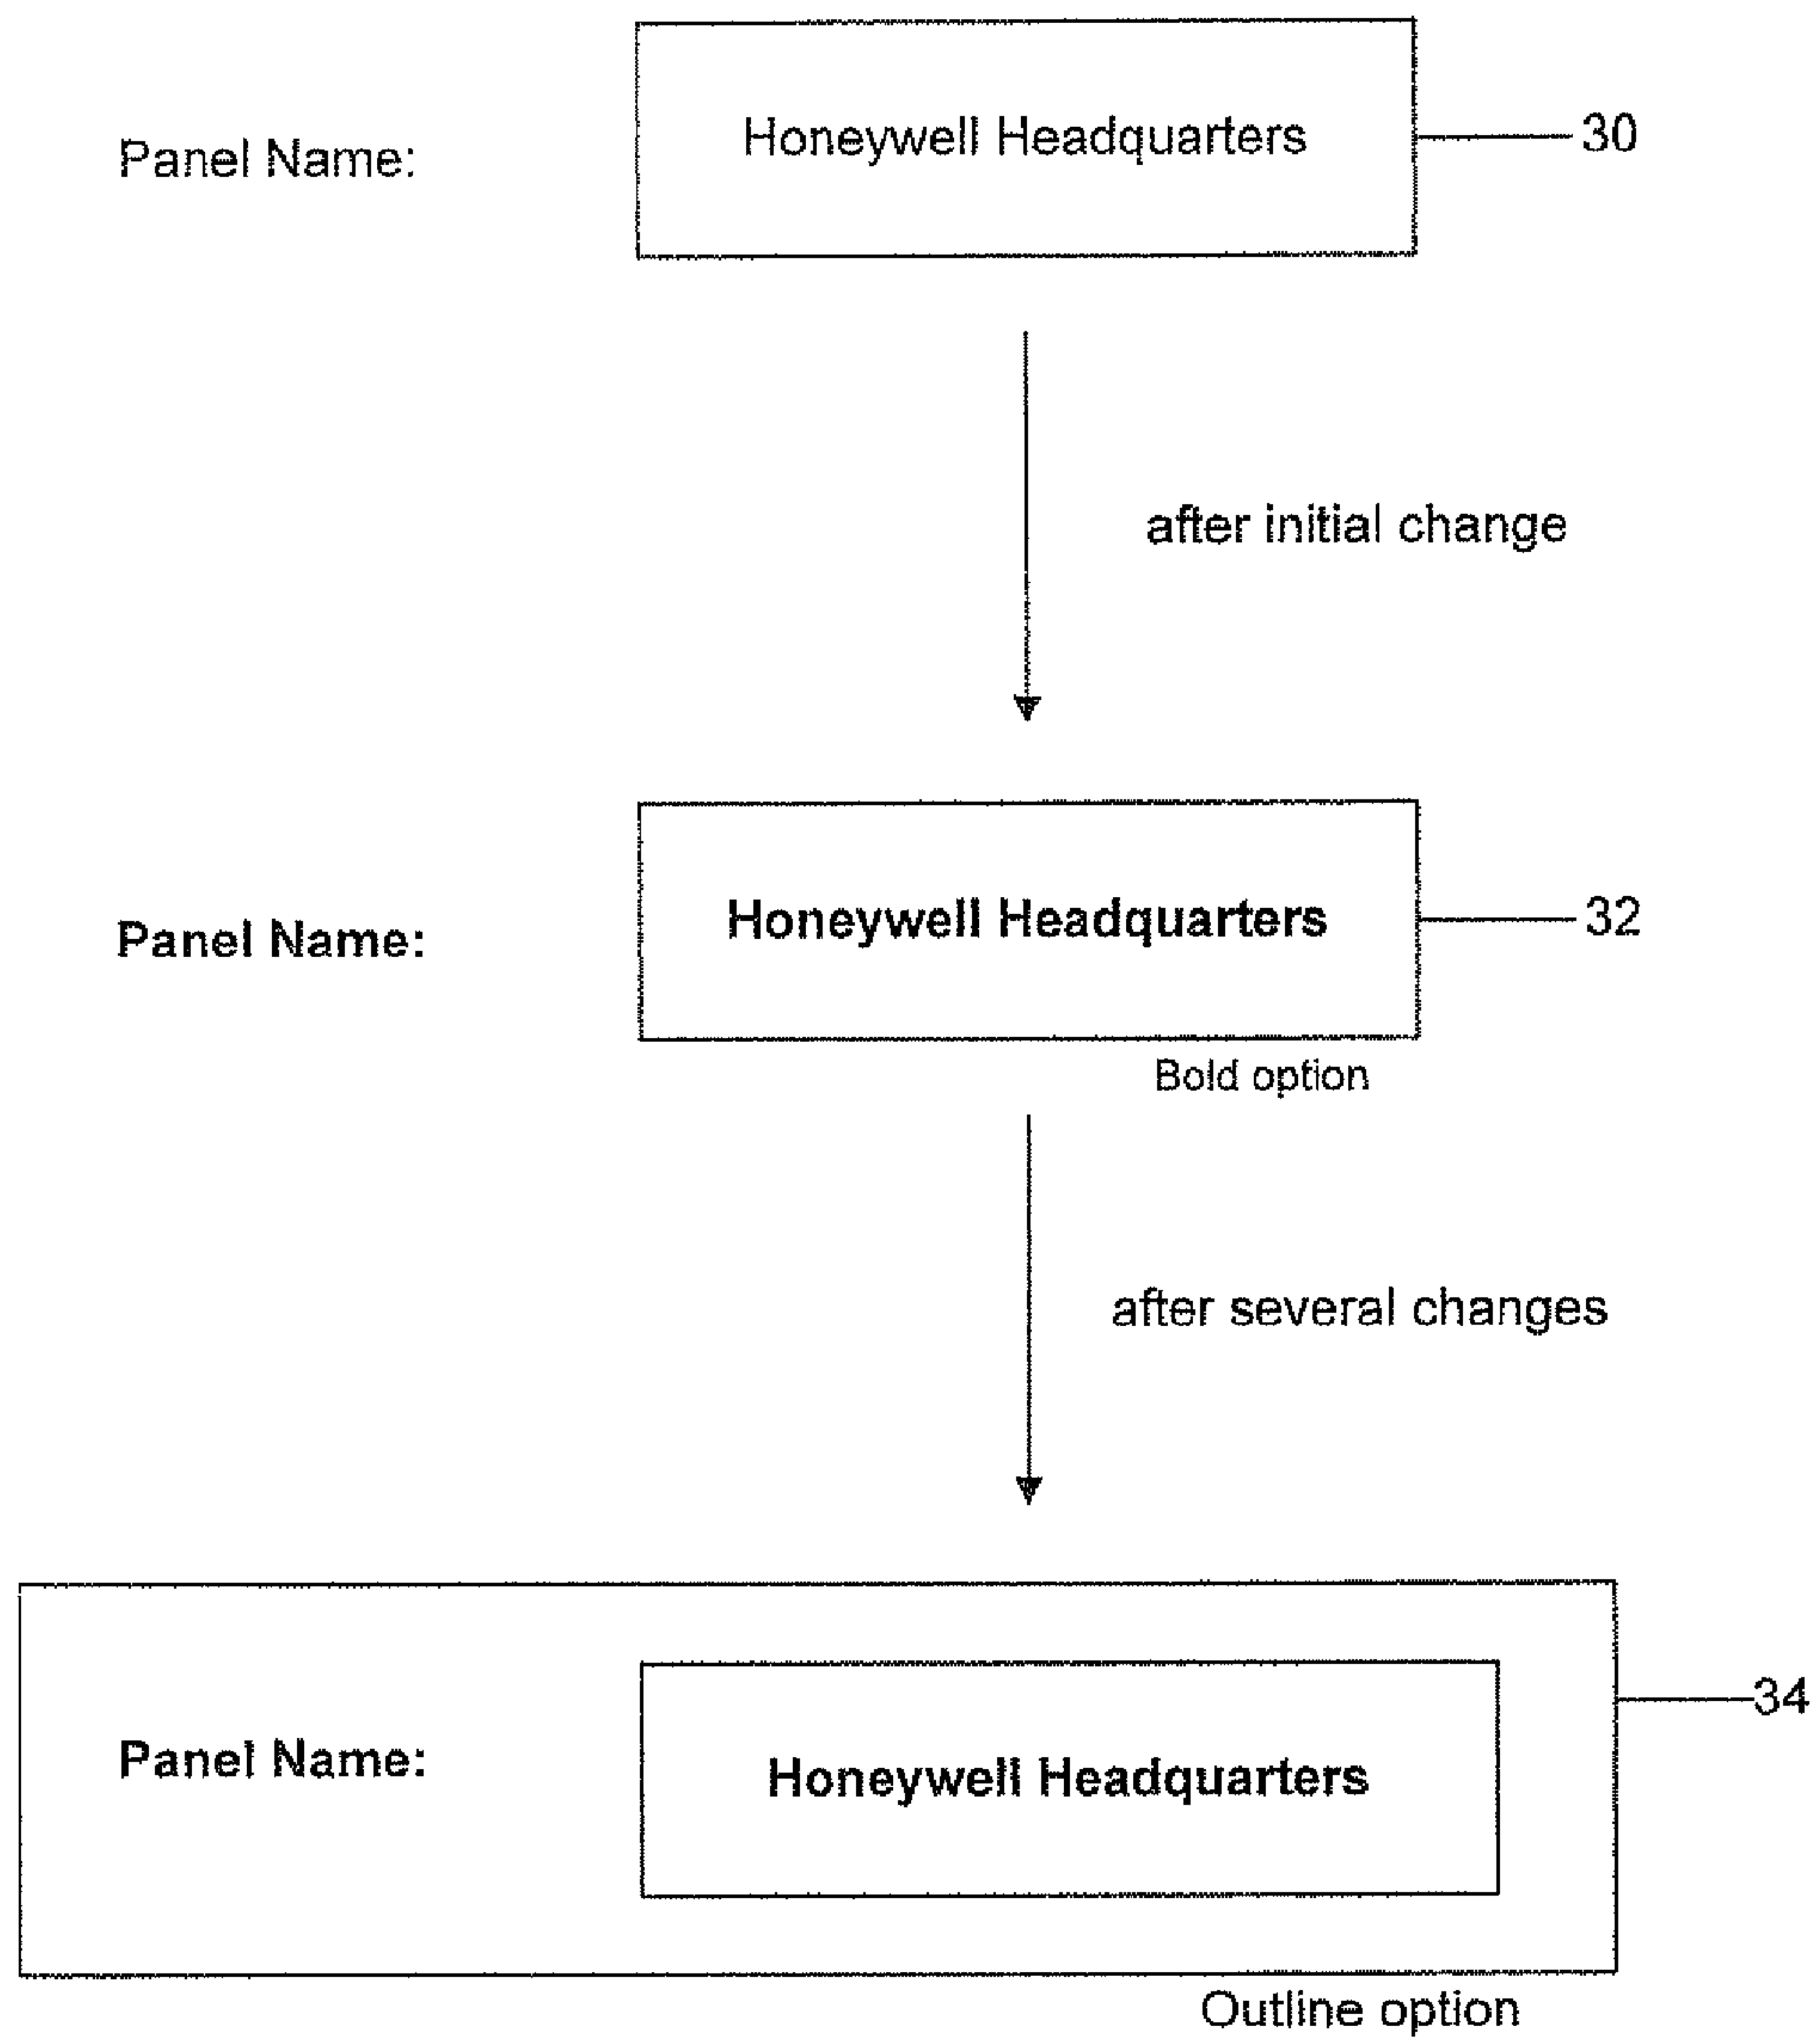 Honeywell Headquarters
30
Panel Name:
after initial change
Honeywell Headquarters
32
Panel Name:
Bold option
after several changes
34
Panel Name:
Honeywell Headquarters
Outline option